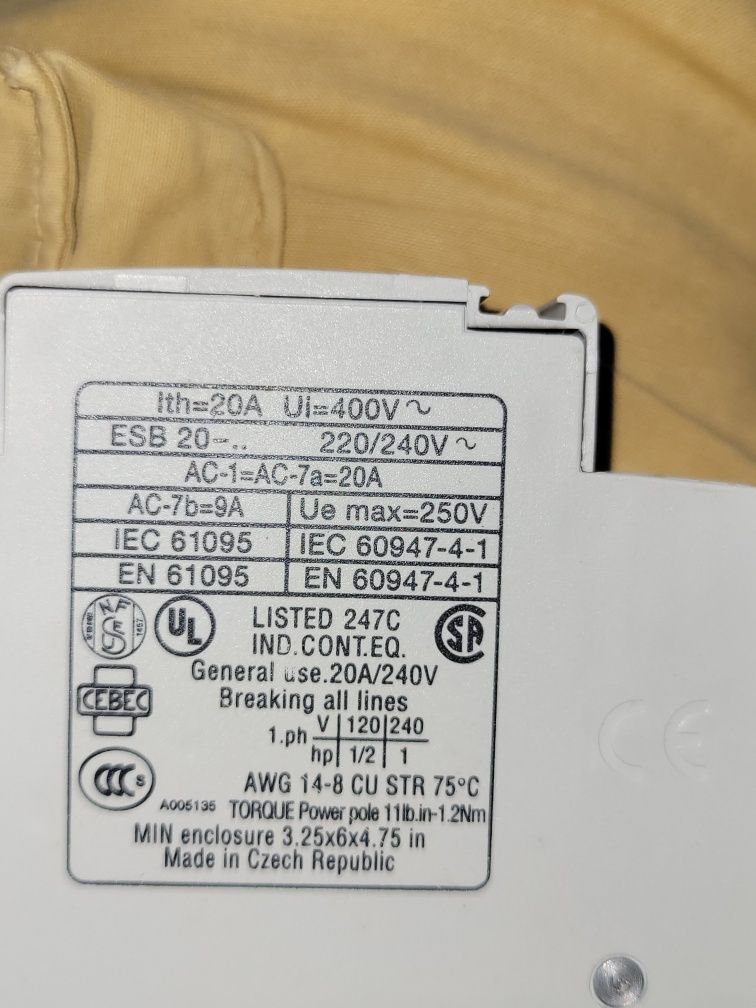 Ith=20A Ui=400V~
ESB 20-.. 220/240V~
AC-1=AC-7a=20A
AC-7b=9A Ue max=250V
IEC 61095 IEC 60947-4-1
EN 61095 EN 60947-4-1
NF
UL LISTED 247C SA
IND.CONT.EQ.
General use.20A/240V
CEBEC Breaking all lines
1.ph V 120 240
hp 1/2 1
CCC S AWG 14-8 CU STR 75°C
A005135 TORQUE Power pole 11lb.in-1.2Nm
MIN enclosure 3.25x6x4.75 in
Made in Czech Republic
CE